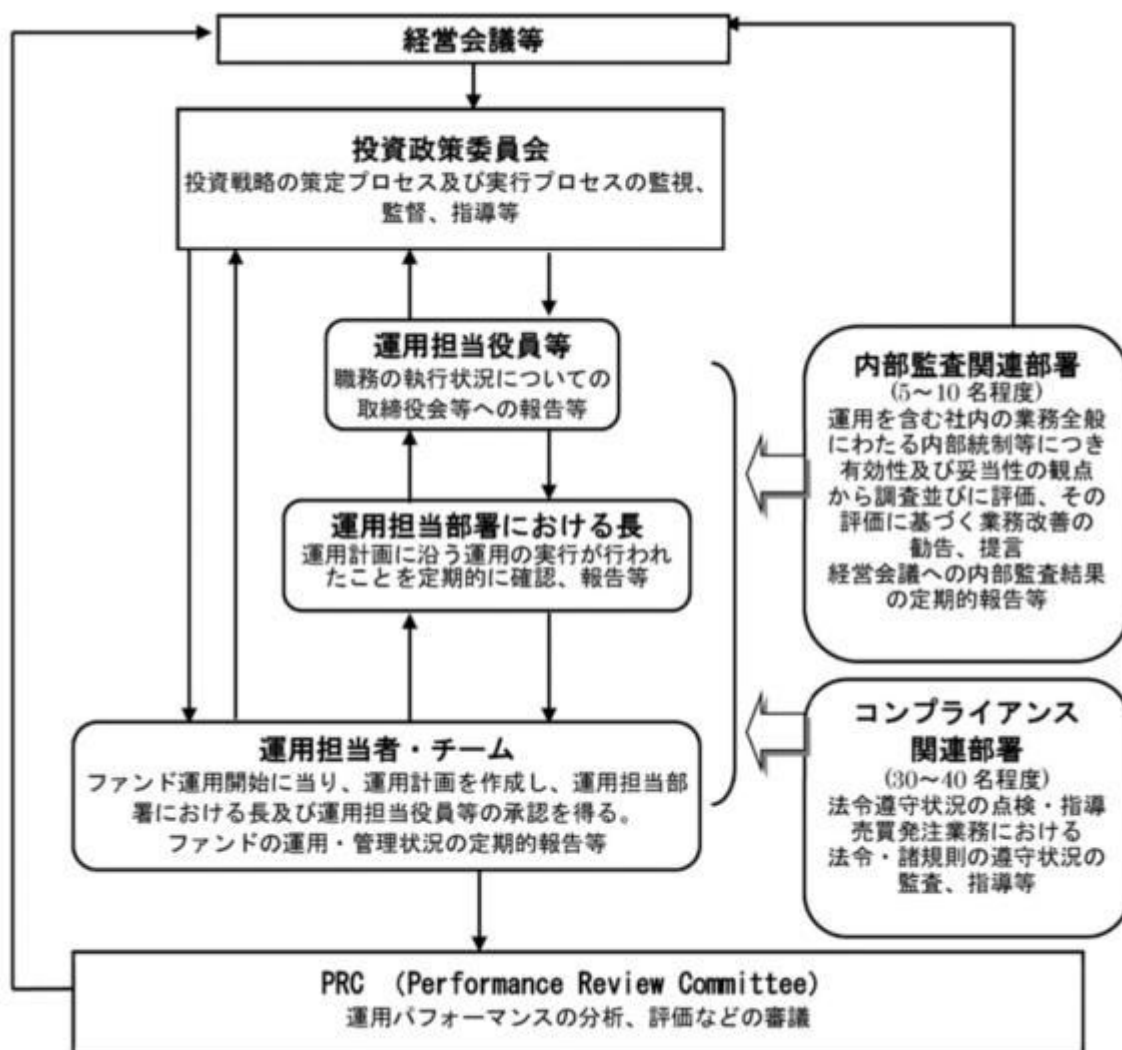 経営会議等
投資政策委員会
投資戦略の策定プロセス及び実行プロセスの監視、
監督、指導等
運用担当役員等
職務の執行状況についての
取締役会等への報告等
運用担当部署における長
運用計画に沿う運用の実行が行われ
たことを定期的に確認、報告等
運用担当者・チーム
ファンド運用開始に当り、運用計画を作成し、運用担当部
署における長及び運用担当役員等の承認を得る。
ファンドの運用・管理状況の定期的報告等
内部監査関連部署
(5～10 名程度)
運用を含む社内の業務全般
にわたる内部統制等につき
有効性及び妥当性の観点
から調査並びに評価、その
評価に基づく業務改善の
勧告、提言
経営会議への内部監査結果
の定期的報告等
コンプライアンス
関連部署
(30～40 名程度)
法令遵守状況の点検・指導
売買発注業務における
法令・諸規則の遵守状況の
監査、指導等
PRC （Performance Review Committee）
運用パフォーマンスの分析、評価などの審議